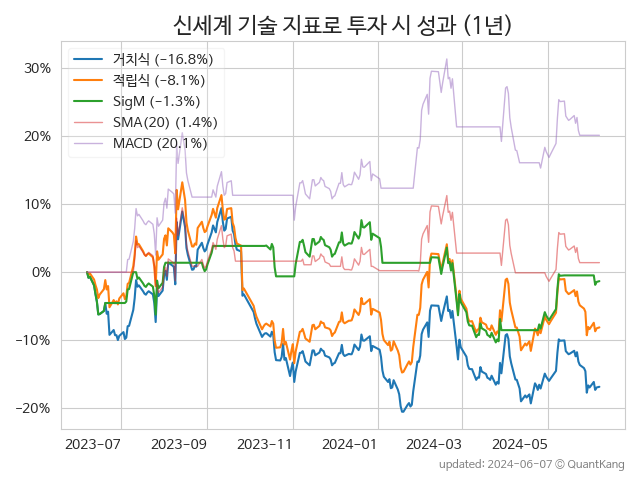 신세계 기술 지표로 투자 시 성과 (1년)
거치식 (-16.8%)
적립식 (-8.1%)
SigM (-1.3%)
SMA(20) (1.4%)
MACD (20.1%)
30%
20%
10%
0%
-10%
-20%
2023-07
2023-09
2023-11
2024-01
2024-03
2024-05
updated: 2024-06-07 © QuantKang